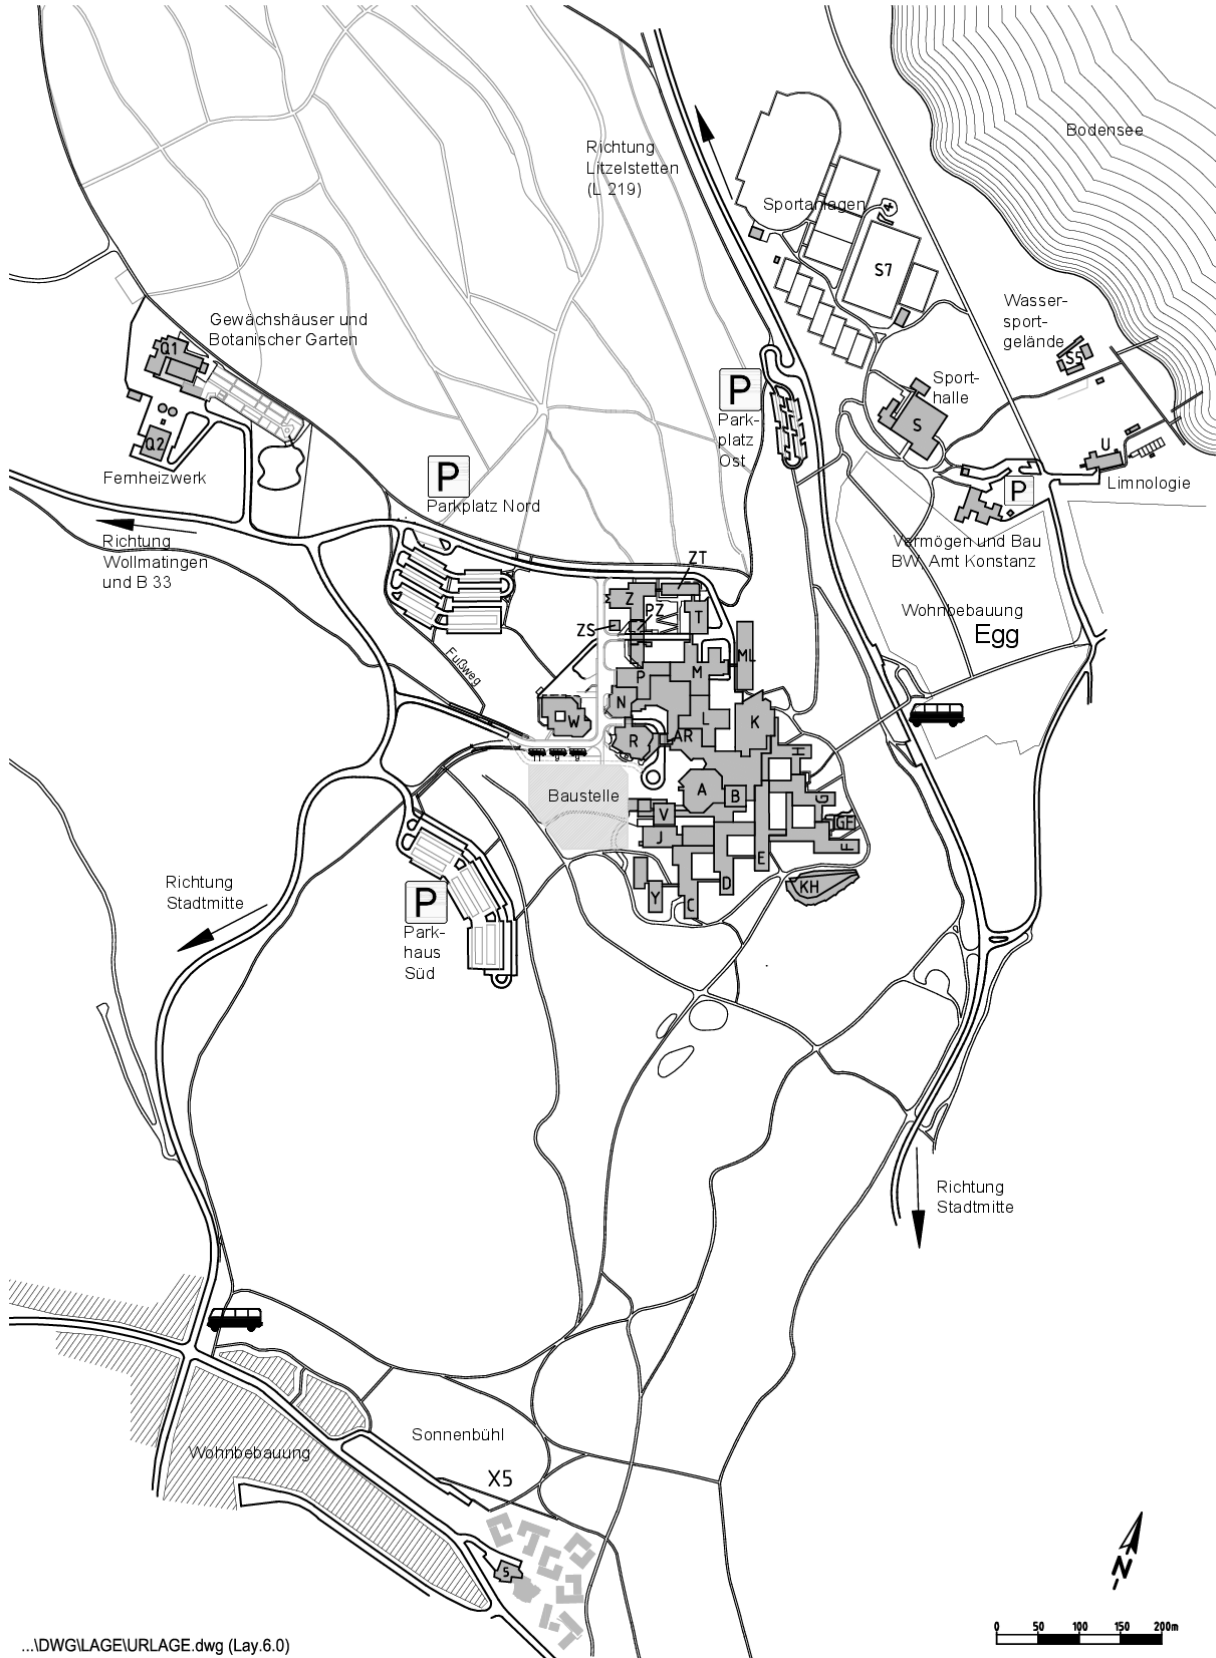 Bodensee
Richtung
Litzelstetten
(L 219)
Sportanlagen
S7
Wasser-
sport-
gelände
S5
Gewächshäuser und
Botanischer Garten
Q1
Q2
Fernheizwerk
P
Park-
platz
Ost
Sport-
halle
S
U
Limnologie
P
P
Parkplatz Nord
Richtung
Wollmatingen
und B 33
Vermögen und Bau
BW, Amt Konstanz
Wohnbebauung
Egg
ZT
Z
PZ
ZS
T
Fußweg
P
M
ML
N
W
L
K
R
AR
H
A
B
G
Baustelle
V
GF
J
E
F
D
KH
Y
C
Richtung
Stadtmitte
P
Park-
haus
Süd
Richtung
Stadtmitte
Sonnenbühl
Wohnbebauung
X5
5
N
0 50 100 150 200m
...\DWG\LAGE\URLAGE.dwg (Lay.6.0)